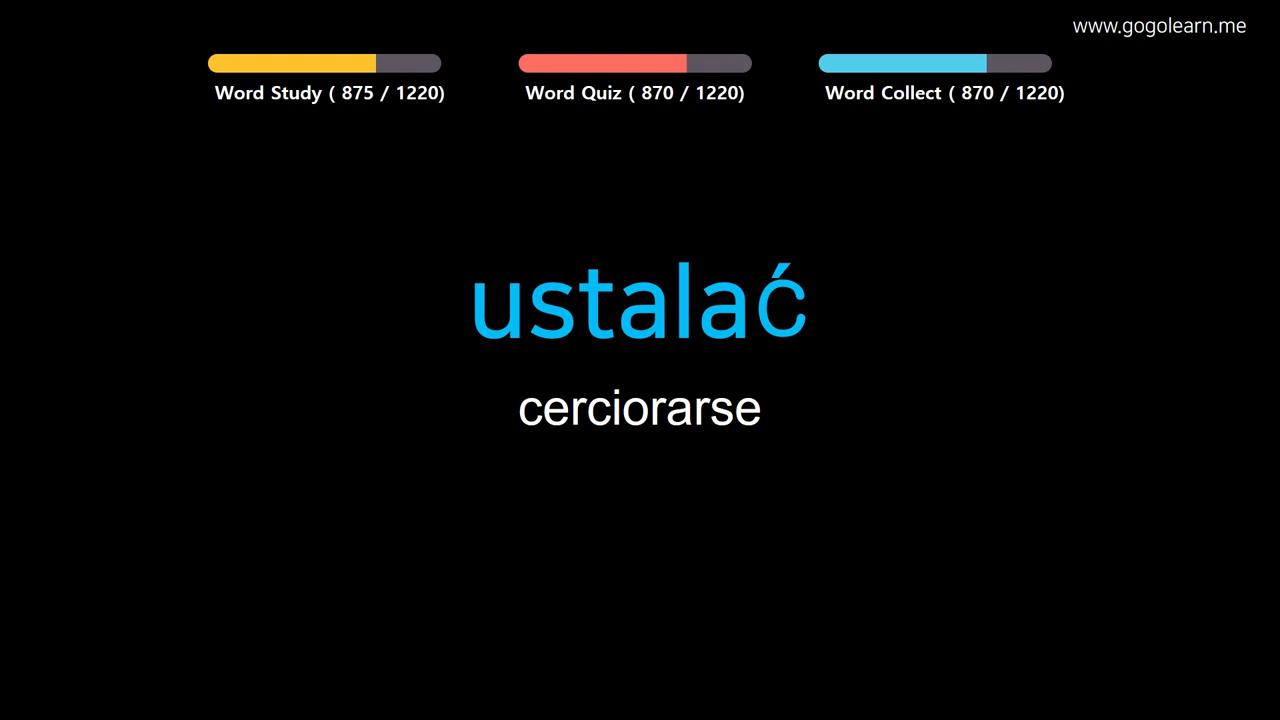 www.gogolearn.me
Word Study ( 875 / 1220)
Word Quiz ( 870 / 1220)
Word Collect ( 870 / 1220)
ustalać
cerciorarse